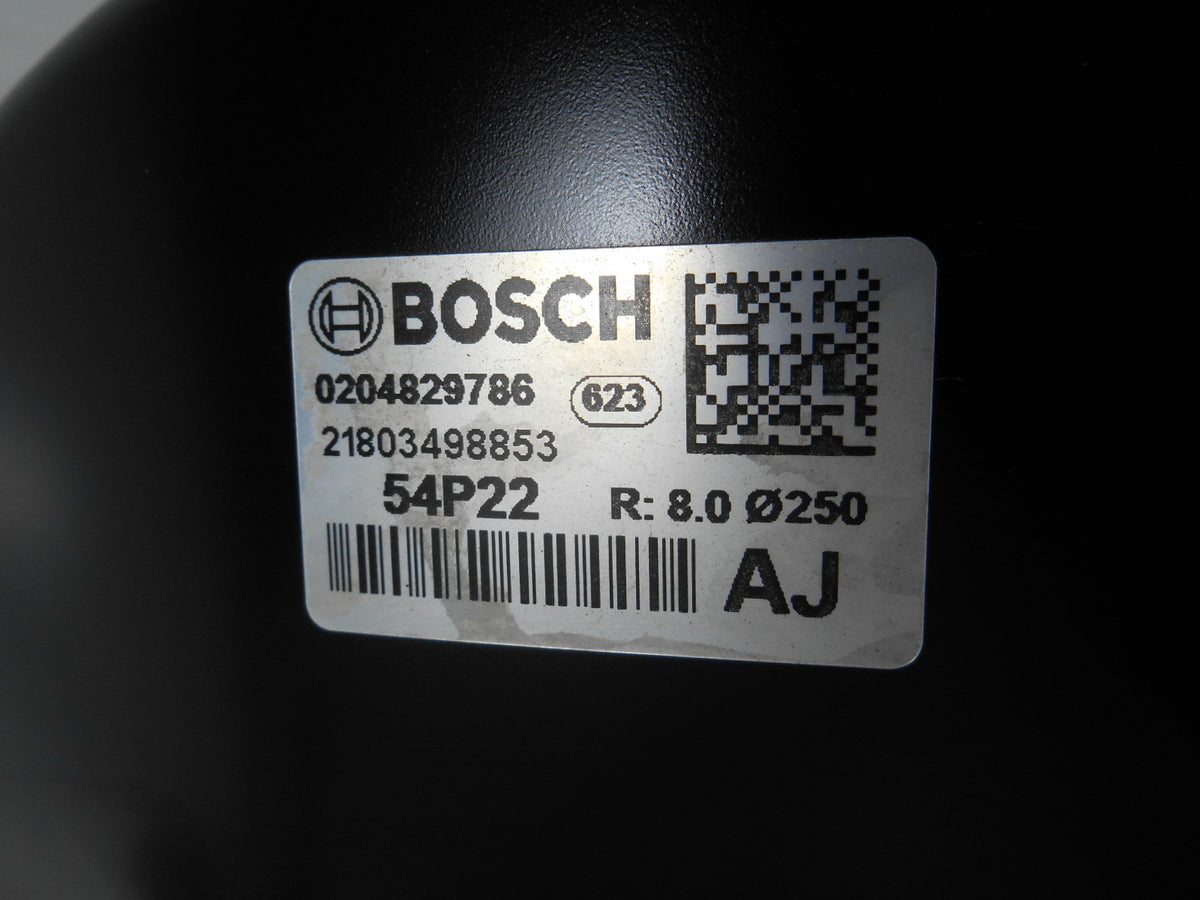 BOSCH
0204829786 623
21803498853
54P22 R: 8.0 Ø250
AJ